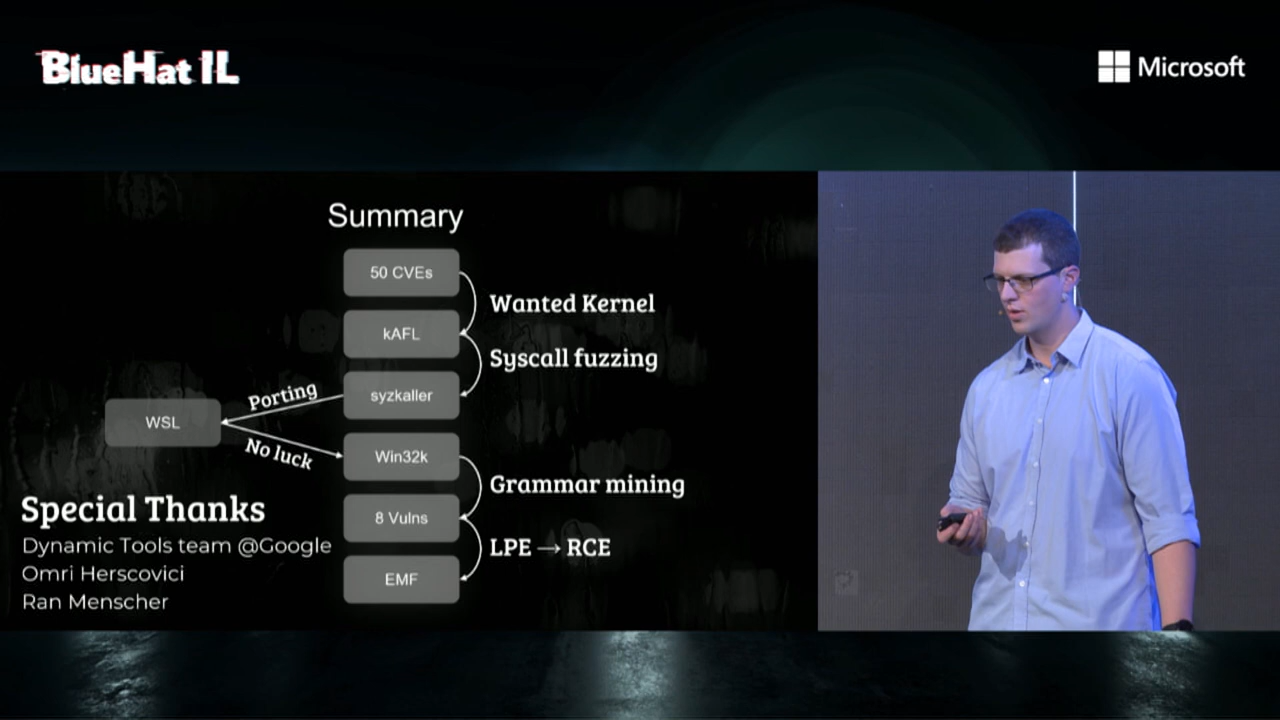 BlueHat IL
Microsoft
Summary
50 CVEs
Wanted Kernel
kAFL
Syscall fuzzing
syzkaller
Porting
WSL
No luck
Win32k
Grammar mining
8 Vulns
LPE → RCE
EMF
Special Thanks
Dynamic Tools team @Google
Omri Herscovici
Ran Menscher